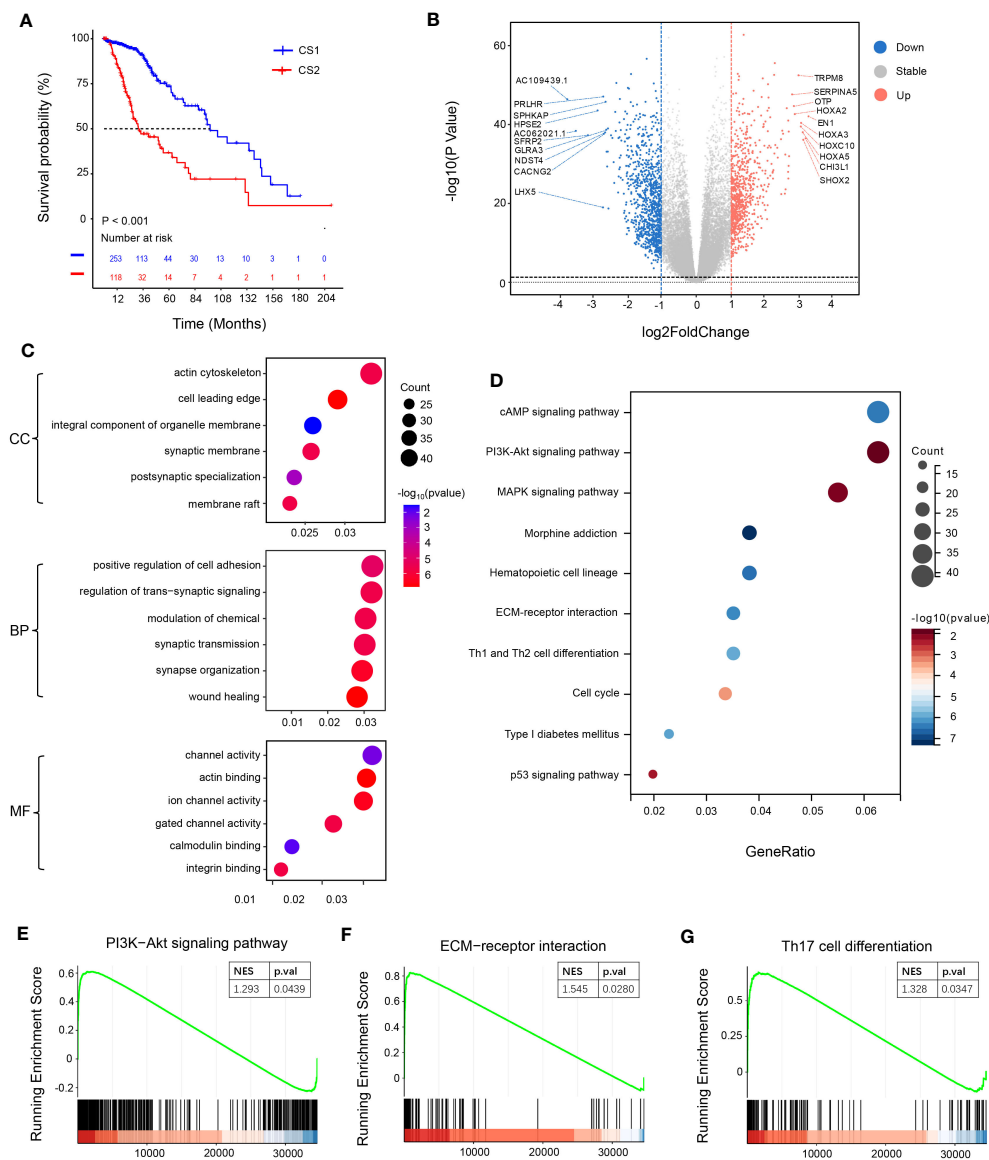 A
Survival probability (%)
100
75
50
25
0
CS1
CS2
P < 0.001
Number at risk
253 113 44 30 13 10 3 1 0
118 32 14 7 4 2 1 1 1
12 36 60 84 108 132 156 180 204
Time (Months)
B
-log10(P Value)
60
40
20
0
AC109439.1
PRLHR
SPHKAP
HPSE2
AC062021.1
SFRP2
GLRA3
NDST4
CACNG2
LHX5
TRPM8
SERPINA5
OTP
HOXA2
EN1
HOXA3
HOXC10
HOXA5
CHI3L1
SHOX2
Down
Stable
Up
-4 -3 -2 -1 0 1 2 3 4
log2FoldChange
C
CC
actin cytoskeleton
cell leading edge
integral component of organelle membrane
synaptic membrane
postsynaptic specialization
membrane raft
0.025 0.03
Count
25
30
35
40
-log10(pvalue)
2
3
4
5
6
BP
positive regulation of cell adhesion
regulation of trans−synaptic signaling
modulation of chemical
synaptic transmission
synapse organization
wound healing
0.01 0.02 0.03
MF
channel activity
actin binding
ion channel activity
gated channel activity
calmodulin binding
integrin binding
0.01 0.02 0.03
D
cAMP signaling pathway
PI3K-Akt signaling pathway
MAPK signaling pathway
Morphine addiction
Hematopoietic cell lineage
ECM-receptor interaction
Th1 and Th2 cell differentiation
Cell cycle
Type I diabetes mellitus
p53 signaling pathway
0.02 0.03 0.04 0.05 0.06
GeneRatio
Count
15
20
25
30
35
40
-log10(pvalue)
2
3
4
5
6
7
E
PI3K−Akt signaling pathway
Running Enrichment Score
0.6
0.4
0.2
0
-0.2
NES p.val
1.293 0.0439
10000 20000 30000
F
ECM−receptor interaction
Running Enrichment Score
0.8
0.6
0.4
0.2
0
NES p.val
1.545 0.0280
10000 20000 30000
G
Th17 cell differentiation
Running Enrichment Score
0.5
0.25
0
NES p.val
1.328 0.0347
10000 20000 30000